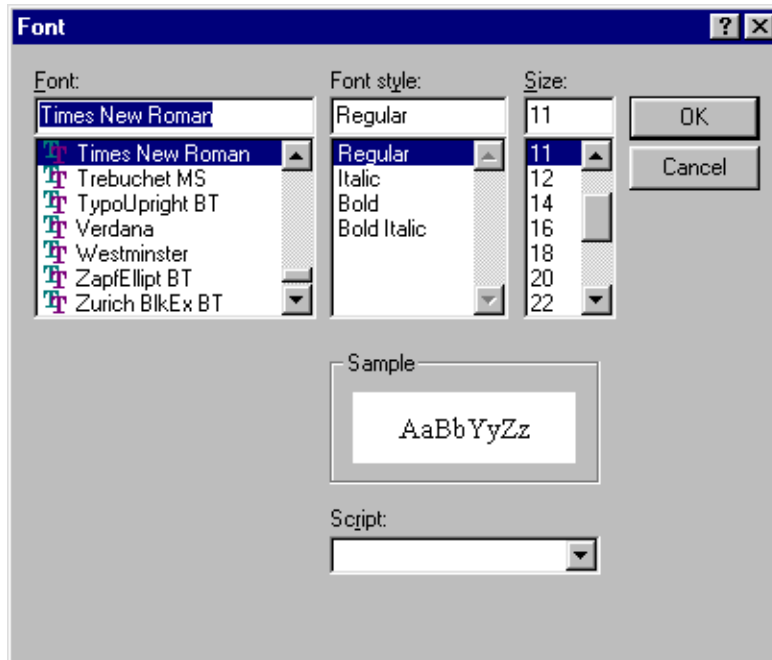 Font
Font:
Times New Roman
Times New Roman
Trebuchet MS
TypoUpright BT
Verdana
Westminster
ZapfEllipt BT
Zurich BlkEx BT
Font style:
Regular
Regular
Italic
Bold
Bold Italic
Size:
11
11
12
14
16
18
20
22
OK
Cancel
Sample
AaBbYyZz
Script: